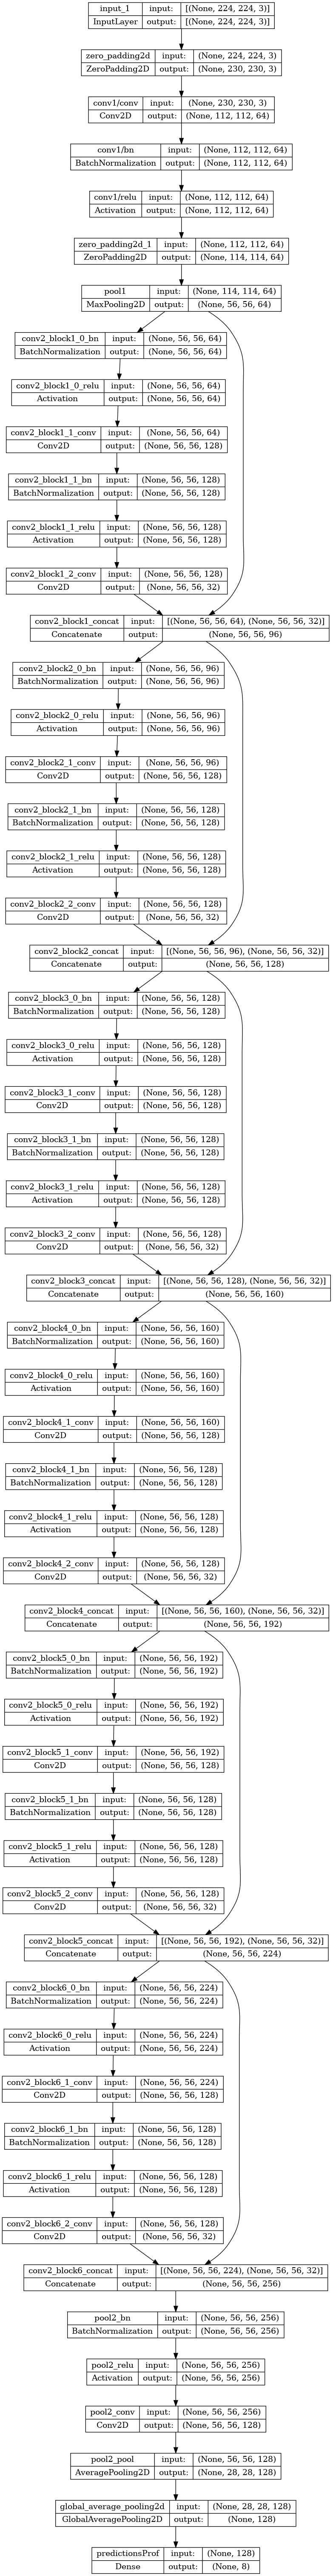 input_1 input: [(None, 224, 224, 3)]
InputLayer output: [(None, 224, 224, 3)]
zero_padding2d input: (None, 224, 224, 3)
ZeroPadding2D output: (None, 230, 230, 3)
conv1/conv input: (None, 230, 230, 3)
Conv2D output: (None, 112, 112, 64)
conv1/bn input: (None, 112, 112, 64)
BatchNormalization output: (None, 112, 112, 64)
conv1/relu input: (None, 112, 112, 64)
Activation output: (None, 112, 112, 64)
zero_padding2d_1 input: (None, 112, 112, 64)
ZeroPadding2D output: (None, 114, 114, 64)
pool1 input: (None, 114, 114, 64)
MaxPooling2D output: (None, 56, 56, 64)
conv2_block1_0_bn input: (None, 56, 56, 64)
BatchNormalization output: (None, 56, 56, 64)
conv2_block1_0_relu input: (None, 56, 56, 64)
Activation output: (None, 56, 56, 64)
conv2_block1_1_conv input: (None, 56, 56, 64)
Conv2D output: (None, 56, 56, 128)
conv2_block1_1_bn input: (None, 56, 56, 128)
BatchNormalization output: (None, 56, 56, 128)
conv2_block1_1_relu input: (None, 56, 56, 128)
Activation output: (None, 56, 56, 128)
conv2_block1_2_conv input: (None, 56, 56, 128)
Conv2D output: (None, 56, 56, 32)
conv2_block1_concat input: [(None, 56, 56, 64), (None, 56, 56, 32)]
Concatenate output: (None, 56, 56, 96)
conv2_block2_0_bn input: (None, 56, 56, 96)
BatchNormalization output: (None, 56, 56, 96)
conv2_block2_0_relu input: (None, 56, 56, 96)
Activation output: (None, 56, 56, 96)
conv2_block2_1_conv input: (None, 56, 56, 96)
Conv2D output: (None, 56, 56, 128)
conv2_block2_1_bn input: (None, 56, 56, 128)
BatchNormalization output: (None, 56, 56, 128)
conv2_block2_1_relu input: (None, 56, 56, 128)
Activation output: (None, 56, 56, 128)
conv2_block2_2_conv input: (None, 56, 56, 128)
Conv2D output: (None, 56, 56, 32)
conv2_block2_concat input: [(None, 56, 56, 96), (None, 56, 56, 32)]
Concatenate output: (None, 56, 56, 128)
conv2_block3_0_bn input: (None, 56, 56, 128)
BatchNormalization output: (None, 56, 56, 128)
conv2_block3_0_relu input: (None, 56, 56, 128)
Activation output: (None, 56, 56, 128)
conv2_block3_1_conv input: (None, 56, 56, 128)
Conv2D output: (None, 56, 56, 128)
conv2_block3_1_bn input: (None, 56, 56, 128)
BatchNormalization output: (None, 56, 56, 128)
conv2_block3_1_relu input: (None, 56, 56, 128)
Activation output: (None, 56, 56, 128)
conv2_block3_2_conv input: (None, 56, 56, 128)
Conv2D output: (None, 56, 56, 32)
conv2_block3_concat input: [(None, 56, 56, 128), (None, 56, 56, 32)]
Concatenate output: (None, 56, 56, 160)
conv2_block4_0_bn input: (None, 56, 56, 160)
BatchNormalization output: (None, 56, 56, 160)
conv2_block4_0_relu input: (None, 56, 56, 160)
Activation output: (None, 56, 56, 160)
conv2_block4_1_conv input: (None, 56, 56, 160)
Conv2D output: (None, 56, 56, 128)
conv2_block4_1_bn input: (None, 56, 56, 128)
BatchNormalization output: (None, 56, 56, 128)
conv2_block4_1_relu input: (None, 56, 56, 128)
Activation output: (None, 56, 56, 128)
conv2_block4_2_conv input: (None, 56, 56, 128)
Conv2D output: (None, 56, 56, 32)
conv2_block4_concat input: [(None, 56, 56, 160), (None, 56, 56, 32)]
Concatenate output: (None, 56, 56, 192)
conv2_block5_0_bn input: (None, 56, 56, 192)
BatchNormalization output: (None, 56, 56, 192)
conv2_block5_0_relu input: (None, 56, 56, 192)
Activation output: (None, 56, 56, 192)
conv2_block5_1_conv input: (None, 56, 56, 192)
Conv2D output: (None, 56, 56, 128)
conv2_block5_1_bn input: (None, 56, 56, 128)
BatchNormalization output: (None, 56, 56, 128)
conv2_block5_1_relu input: (None, 56, 56, 128)
Activation output: (None, 56, 56, 128)
conv2_block5_2_conv input: (None, 56, 56, 128)
Conv2D output: (None, 56, 56, 32)
conv2_block5_concat input: [(None, 56, 56, 192), (None, 56, 56, 32)]
Concatenate output: (None, 56, 56, 224)
conv2_block6_0_bn input: (None, 56, 56, 224)
BatchNormalization output: (None, 56, 56, 224)
conv2_block6_0_relu input: (None, 56, 56, 224)
Activation output: (None, 56, 56, 224)
conv2_block6_1_conv input: (None, 56, 56, 224)
Conv2D output: (None, 56, 56, 128)
conv2_block6_1_bn input: (None, 56, 56, 128)
BatchNormalization output: (None, 56, 56, 128)
conv2_block6_1_relu input: (None, 56, 56, 128)
Activation output: (None, 56, 56, 128)
conv2_block6_2_conv input: (None, 56, 56, 128)
Conv2D output: (None, 56, 56, 32)
conv2_block6_concat input: [(None, 56, 56, 224), (None, 56, 56, 32)]
Concatenate output: (None, 56, 56, 256)
pool2_bn input: (None, 56, 56, 256)
BatchNormalization output: (None, 56, 56, 256)
pool2_relu input: (None, 56, 56, 256)
Activation output: (None, 56, 56, 256)
pool2_conv input: (None, 56, 56, 256)
Conv2D output: (None, 56, 56, 128)
pool2_pool input: (None, 56, 56, 128)
AveragePooling2D output: (None, 28, 28, 128)
global_average_pooling2d input: (None, 28, 28, 128)
GlobalAveragePooling2D output: (None, 128)
predictionsProf input: (None, 128)
Dense output: (None, 8)